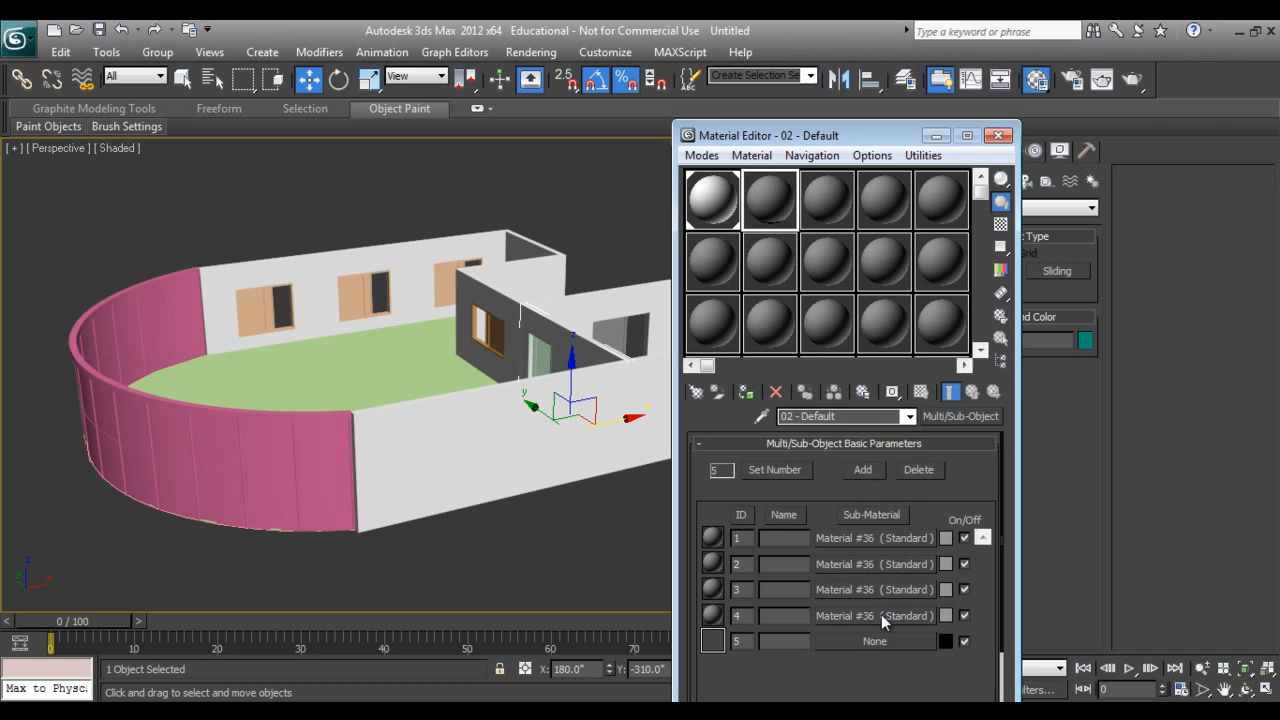 Autodesk 3ds Max 2012 x64 Educational - Not for Commercial Use Untitled
Type a keyword or phrase
Edit Tools Group Views Create Modifiers Animation Graph Editors Rendering Customize MAXScript Help
All View 2.5 Create Selection Se
Graphite Modeling Tools Freeform Selection Object Paint
Paint Objects Brush Settings
[ + ] [ Perspective ] [ Shaded ]
Material Editor - 02 - Default
Modes Material Navigation Options Utilities
t Type
Grid
Sliding
nd Color
02 - Default Multi/Sub-Object
Multi/Sub-Object Basic Parameters
5 Set Number Add Delete
ID Name Sub-Material On/Off
1 Material #36 ( Standard )
2 Material #36 ( Standard )
3 Material #36 ( Standard )
4 Material #36 ( Standard )
5 None
z
y
x
z
y
x
0 / 100
0 10 20 30 40 50 60 70
1 Object Selected X: 180.0" Y: -310.0"
Max to Physc
Click and drag to select and move objects
ilters... 0